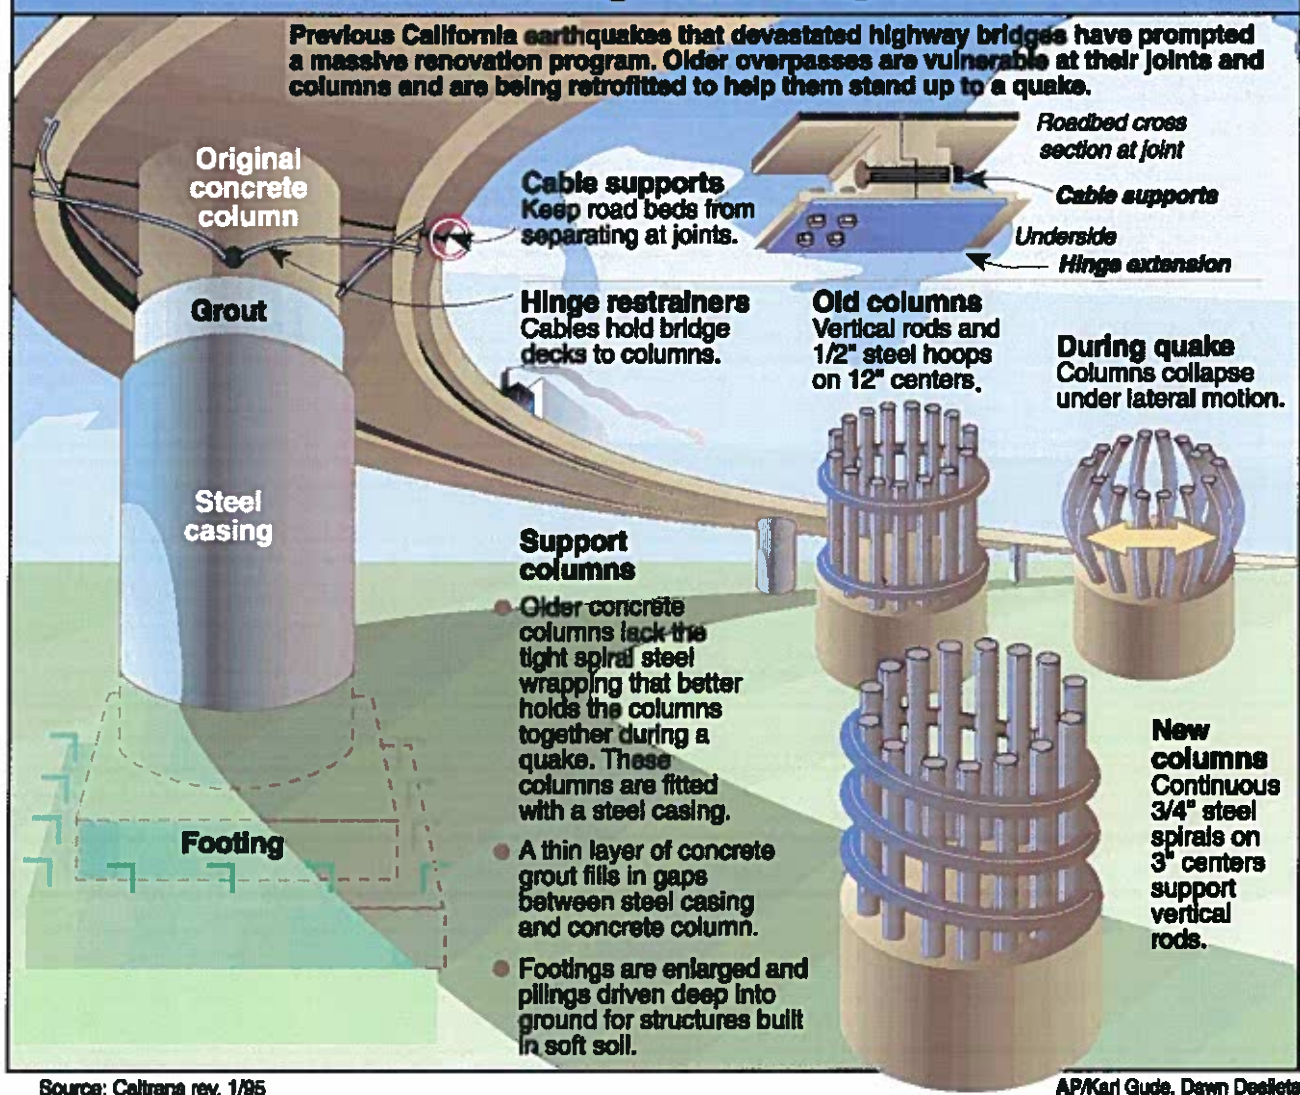 Previous California earthquakes that devastated highway bridges have prompted
a massive renovation program. Older overpasses are vulnerable at their joints and
columns and are being retrofitted to help them stand up to a quake.
Original
concrete
column
Grout
Steel
casing
Footing
Cable supports
Keep road beds from
separating at joints.
Hinge restrainers
Cables hold bridge
decks to columns.
Roadbed cross
section at joint
Cable supports
Underside
Hinge extension
Old columns
Vertical rods and
1/2" steel hoops
on 12" centers.
During quake
Columns collapse
under lateral motion.
Support
columns
Older concrete
columns lack the
tight spiral steel
wrapping that better
holds the columns
together during a
quake. These
columns are fitted
with a steel casing.
A thin layer of concrete
grout fills in gaps
between steel casing
and concrete column.
Footings are enlarged and
pilings driven deep into
ground for structures built
in soft soil.
New
columns
Continuous
3/4" steel
spirals on
3" centers
support
vertical
rods.
Source: Caltrans rev. 1/95
AP/Karl Gude, Dawn Desilets